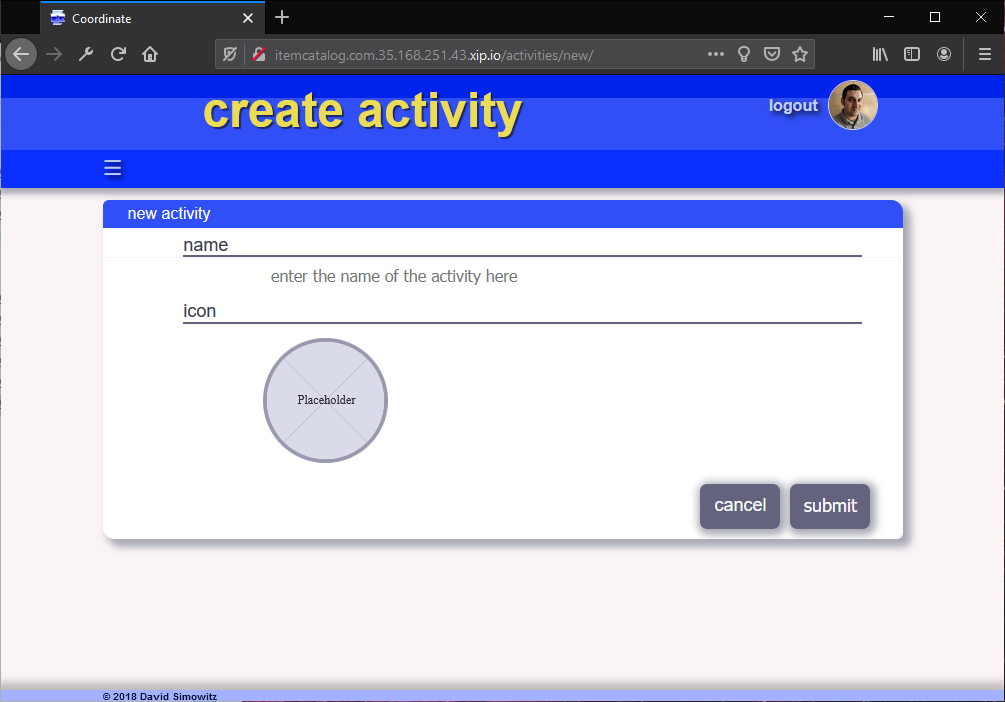 Coordinate
itemcatalog.com.35.168.251.43.xip.io/activities/new/
create activity
logout
new activity
name
enter the name of the activity here
icon
Placeholder
cancel
submit
© 2018 David Simowitz